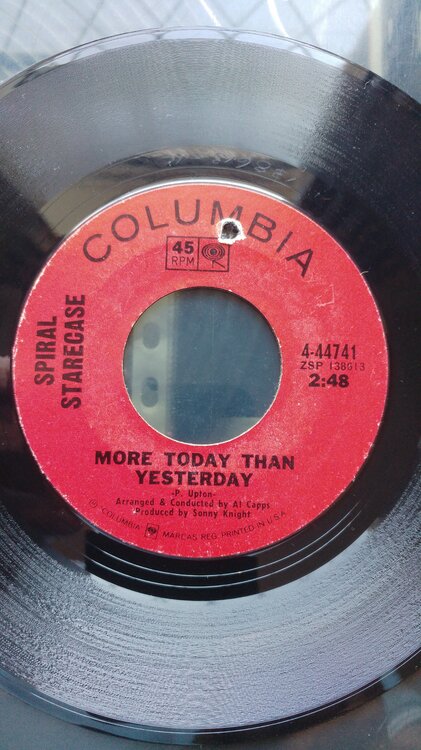 COLUMBIA
45
RPM
SPIRAL
STARECASE
4-44741
ZSP 138013
2:48
MORE TODAY THAN
YESTERDAY
-P. Upton-
Arranged & Conducted by Al Capps
Produced by Sonny Knight
℗ "COLUMBIA" MARCAS REG. PRINTED IN U.S.A.